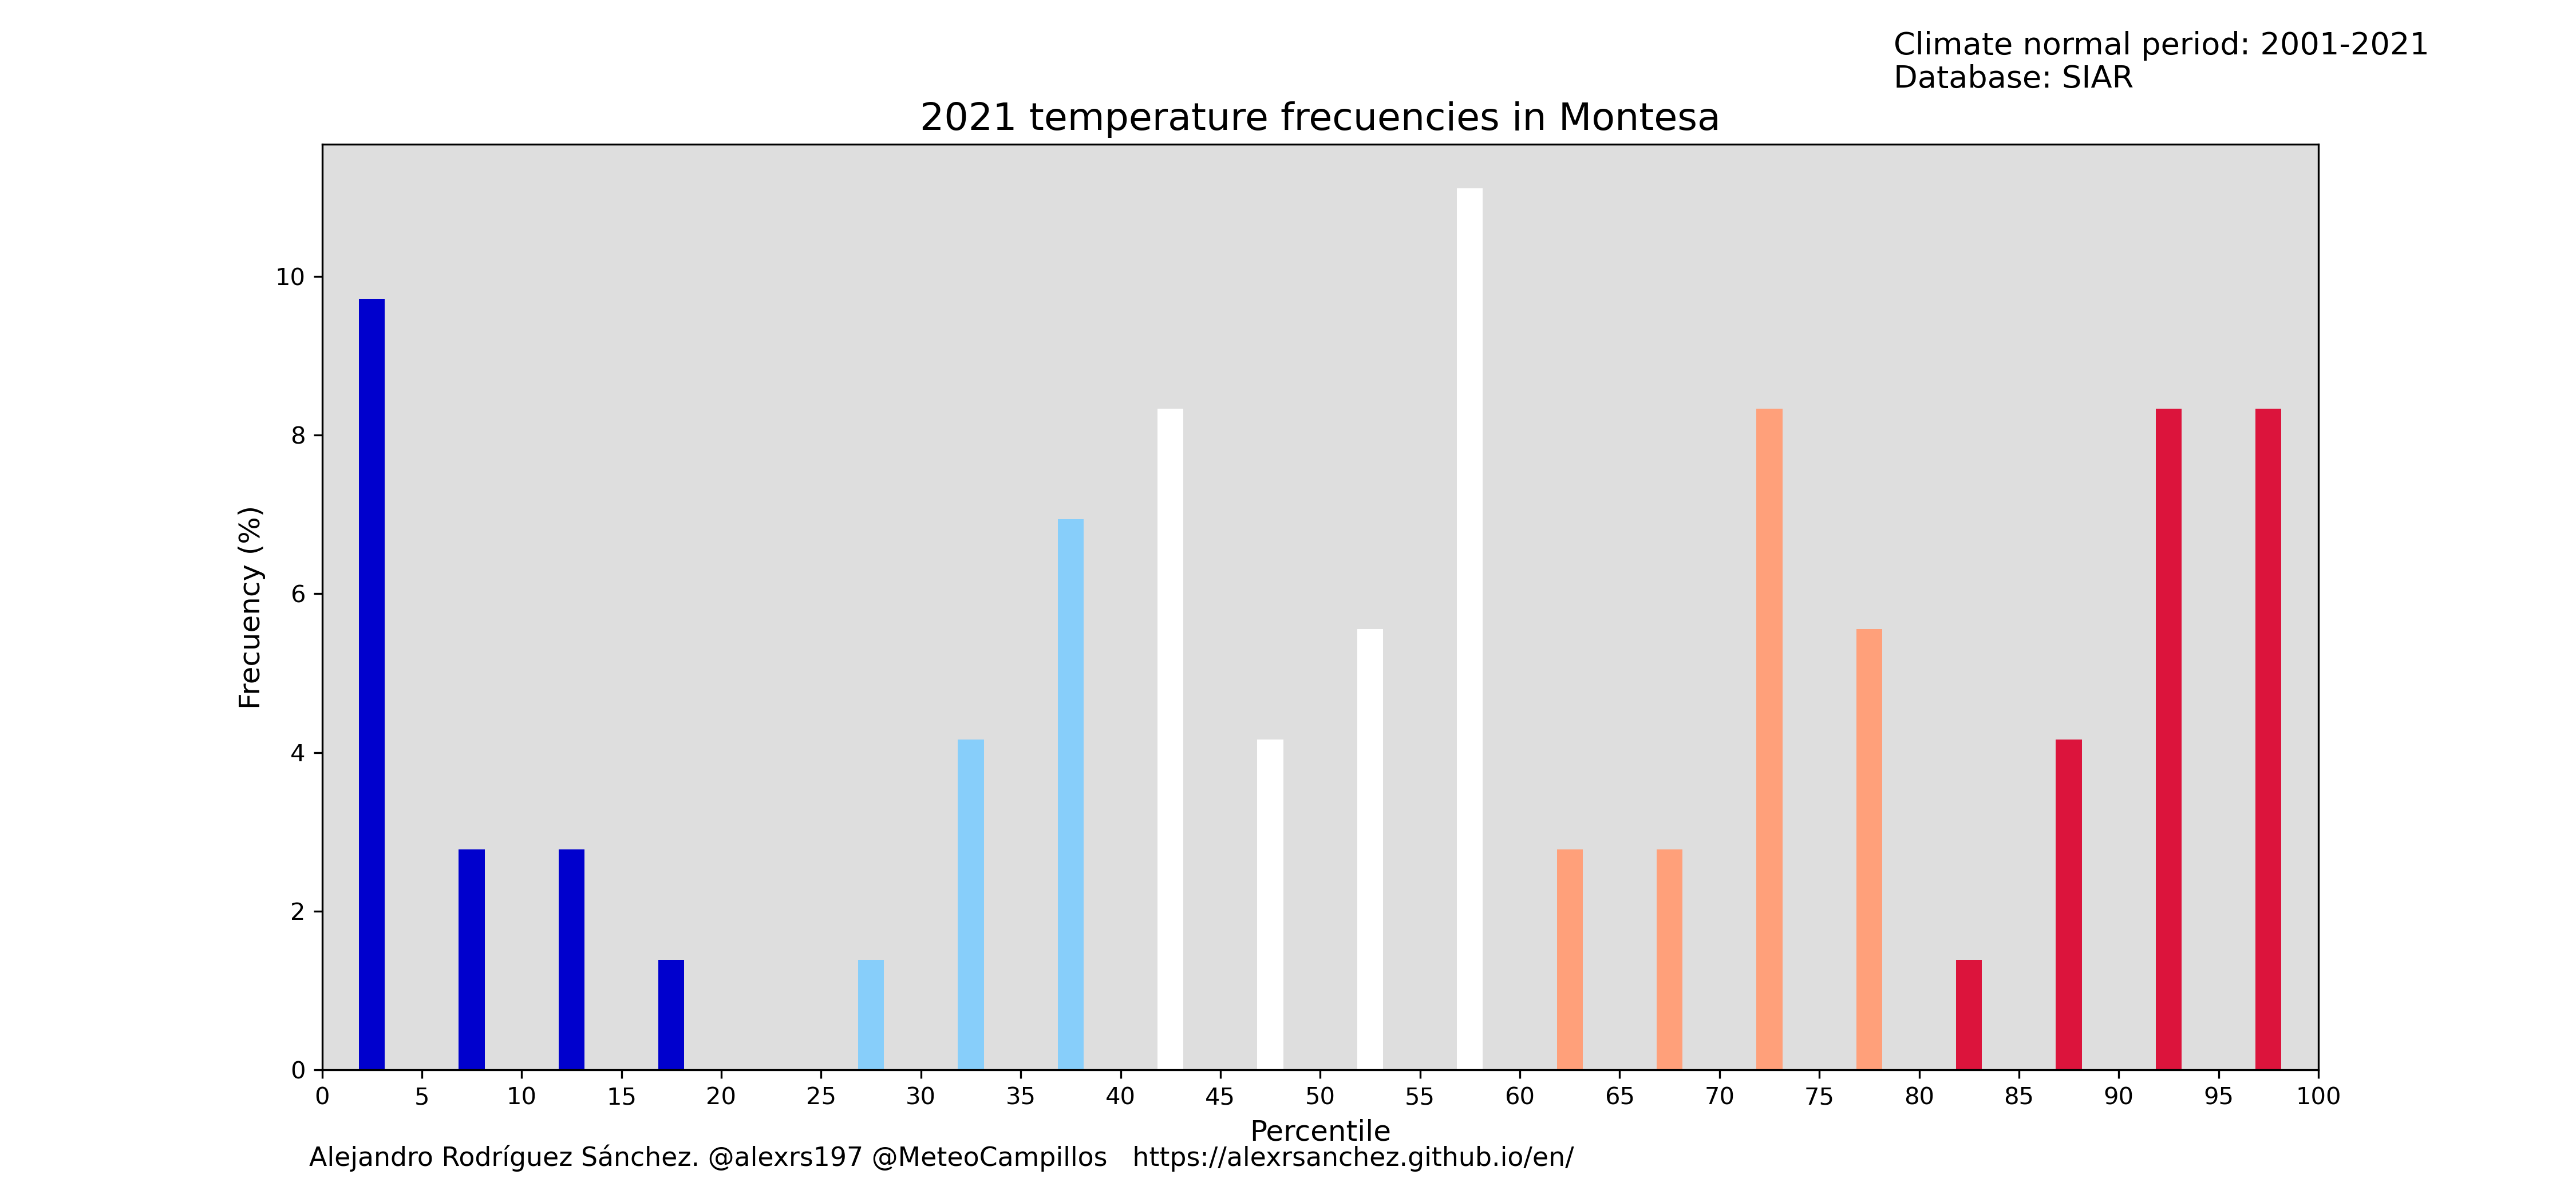 Climate normal period: 2001-2021
Database: SIAR
2021 temperature frecuencies in Montesa
Frecuency (%)
10
8
6
4
2
0
0 5 10 15 20 25 30 35 40 45 50 55 60 65 70 75 80 85 90 95 100
Percentile
Alejandro Rodríguez Sánchez. @alexrs197 @MeteoCampillos https://alexrsanchez.github.io/en/